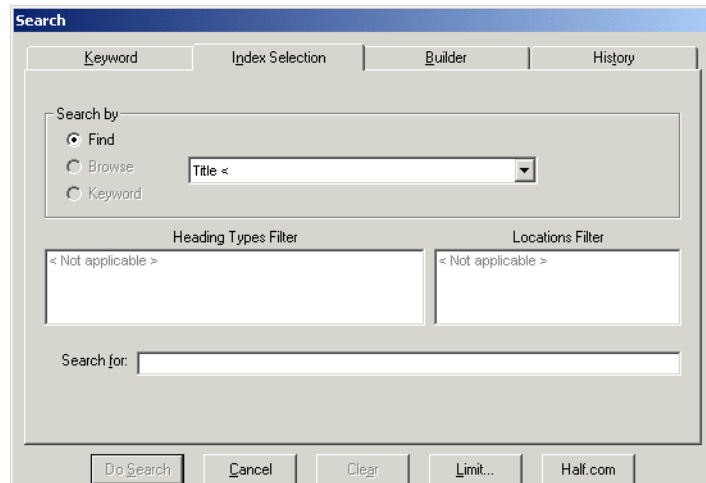 Search
Keyword Index Selection Builder History
Search by
Find
Browse
Title <
Keyword
Heading Types Filter Locations Filter
< Not applicable > < Not applicable >
Search for:
Do Search Cancel Clear Limit... Half.com